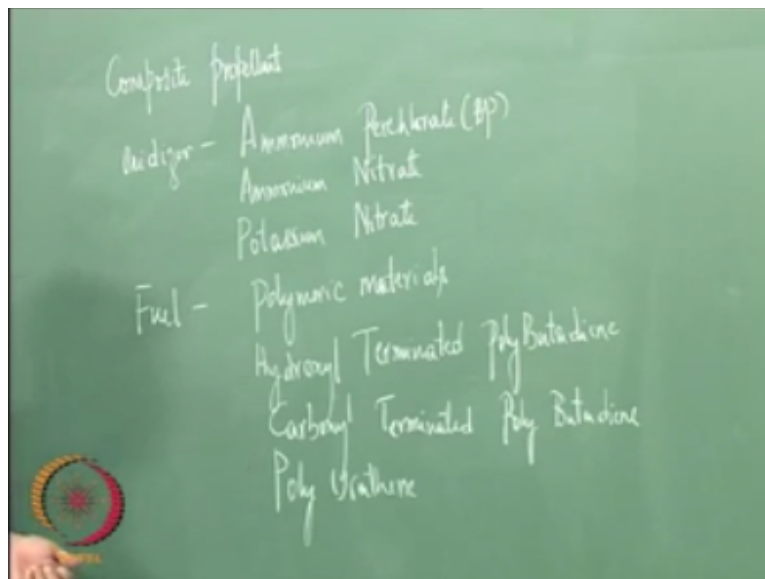 Composite propellant
Oxidizer - Ammonium Perchlorate (AP)
Ammonium Nitrate
Potassium Nitrate
Fuel - Polymeric materials
Hydroxyl Terminated Poly Butadiene
Carboxyl Terminated Poly Butadiene
Poly Urathene